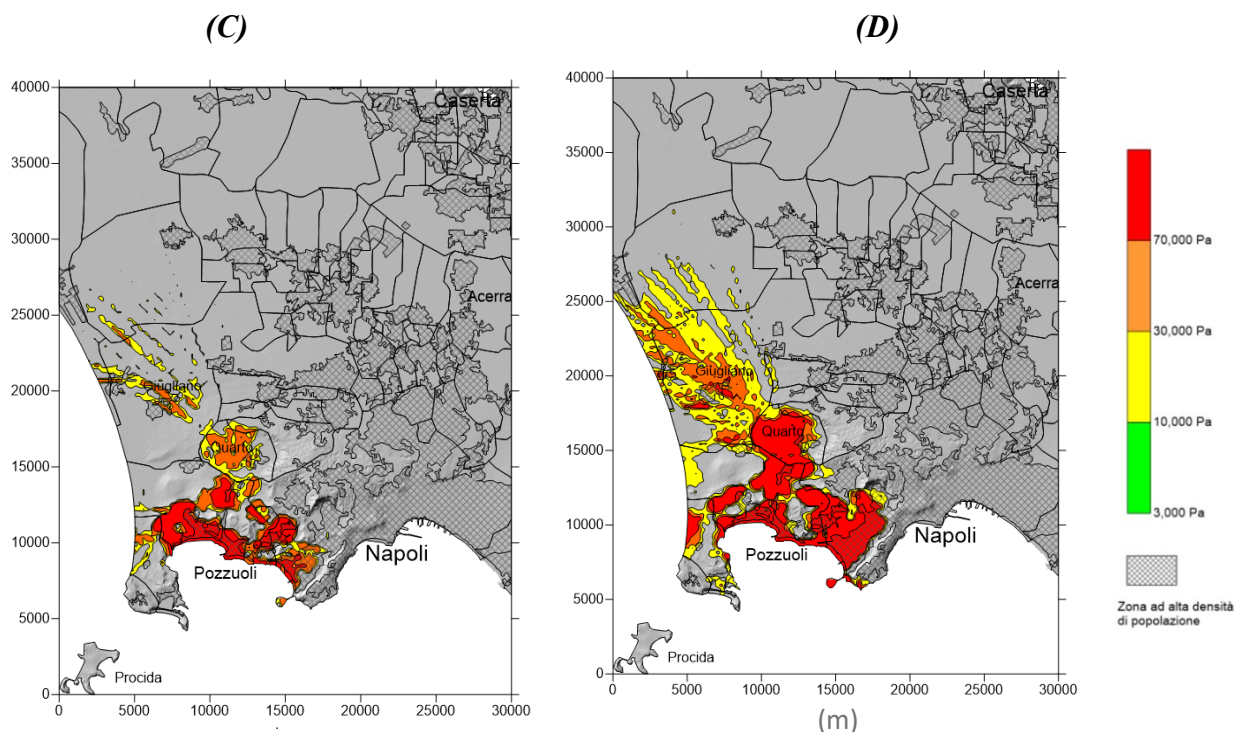 (C)
(D)
40000
35000
30000
25000
20000
15000
10000
5000
0
0
5000
10000
15000
20000
25000
30000
Caserta
Acerra
Giugliano
Quarto
Napoli
Pozzuoli
Procida
40000
35000
30000
25000
20000
15000
10000
5000
0
0
5000
10000
15000
20000
25000
30000
(m)
Caserta
Acerra
Giugliano
Quarto
Napoli
Pozzuoli
Procida
70,000 Pa
30,000 Pa
10,000 Pa
3,000 Pa
Zona ad alta densità
di popolazione